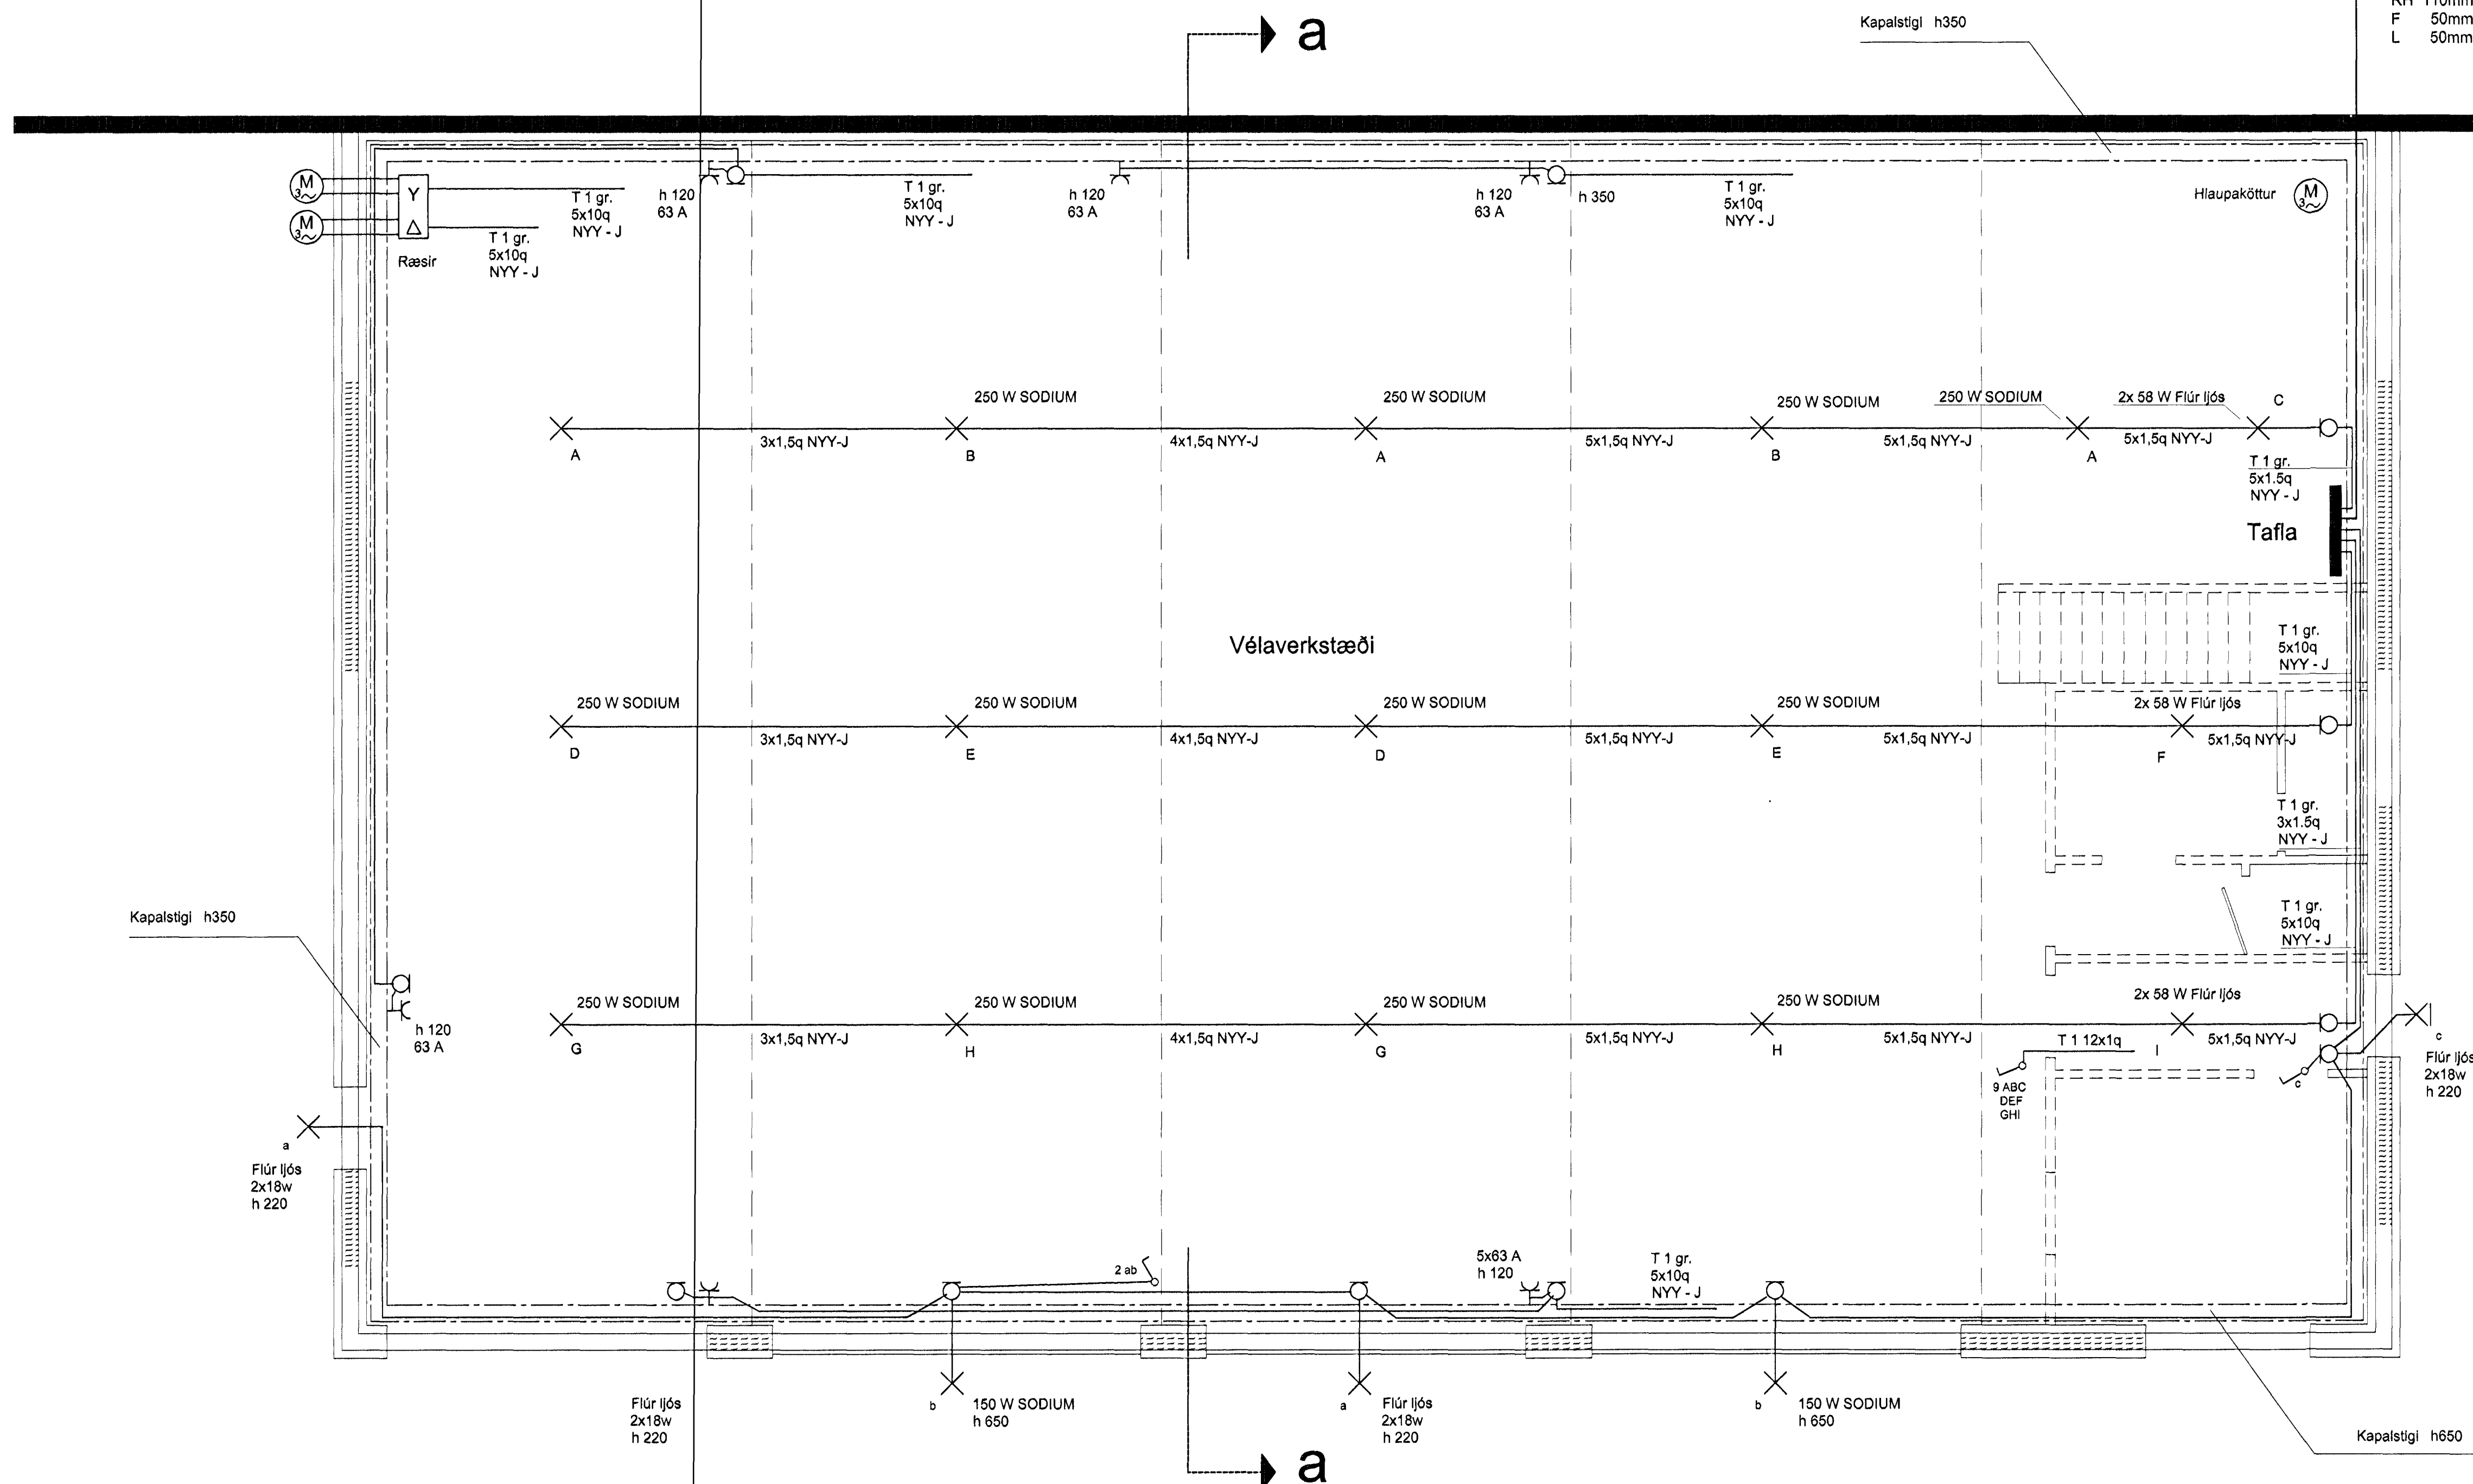 a
Kapalstigi h350
RH 110mm
F 50mm
L 50mm
M
3~
M
3~
Y
△
Ræsir
T 1 gr.
5x10q
NYY - J
T 1 gr.
5x10q
NYY - J
h 120
63 A
T 1 gr.
5x10q
NYY - J
h 120
63 A
h 120
63 A
h 350
T 1 gr.
5x10q
NYY - J
Hlaupaköttur
M
3~
250 W SODIUM
250 W SODIUM
250 W SODIUM
250 W SODIUM
2x 58 W Flúr ljós
C
A
3x1,5q NYY-J
B
4x1,5q NYY-J
A
5x1,5q NYY-J
B
5x1,5q NYY-J
A
5x1,5q NYY-J
T 1 gr.
5x1.5q
NYY - J
Tafla
Vélaverkstæði
T 1 gr.
5x10q
NYY - J
250 W SODIUM
250 W SODIUM
250 W SODIUM
250 W SODIUM
2x 58 W Flúr ljós
D
3x1,5q NYY-J
E
4x1,5q NYY-J
D
5x1,5q NYY-J
E
5x1,5q NYY-J
F
5x1,5q NYY-J
T 1 gr.
3x1.5q
NYY - J
Kapalstigi h350
T 1 gr.
5x10q
NYY - J
250 W SODIUM
250 W SODIUM
250 W SODIUM
250 W SODIUM
2x 58 W Flúr ljós
h 120
63 A
G
3x1,5q NYY-J
H
4x1,5q NYY-J
G
5x1,5q NYY-J
H
5x1,5q NYY-J
T 1 12x1q
I
5x1,5q NYY-J
9 ABC
DEF
GHI
c
c
Flúr ljós
2x18w
h 220
a
Flúr ljós
2x18w
h 220
2 ab
5x63 A
h 120
T 1 gr.
5x10q
NYY - J
Flúr ljós
2x18w
h 220
b
150 W SODIUM
h 650
a
Flúr ljós
2x18w
h 220
b
150 W SODIUM
h 650
Kapalstigi h650
a